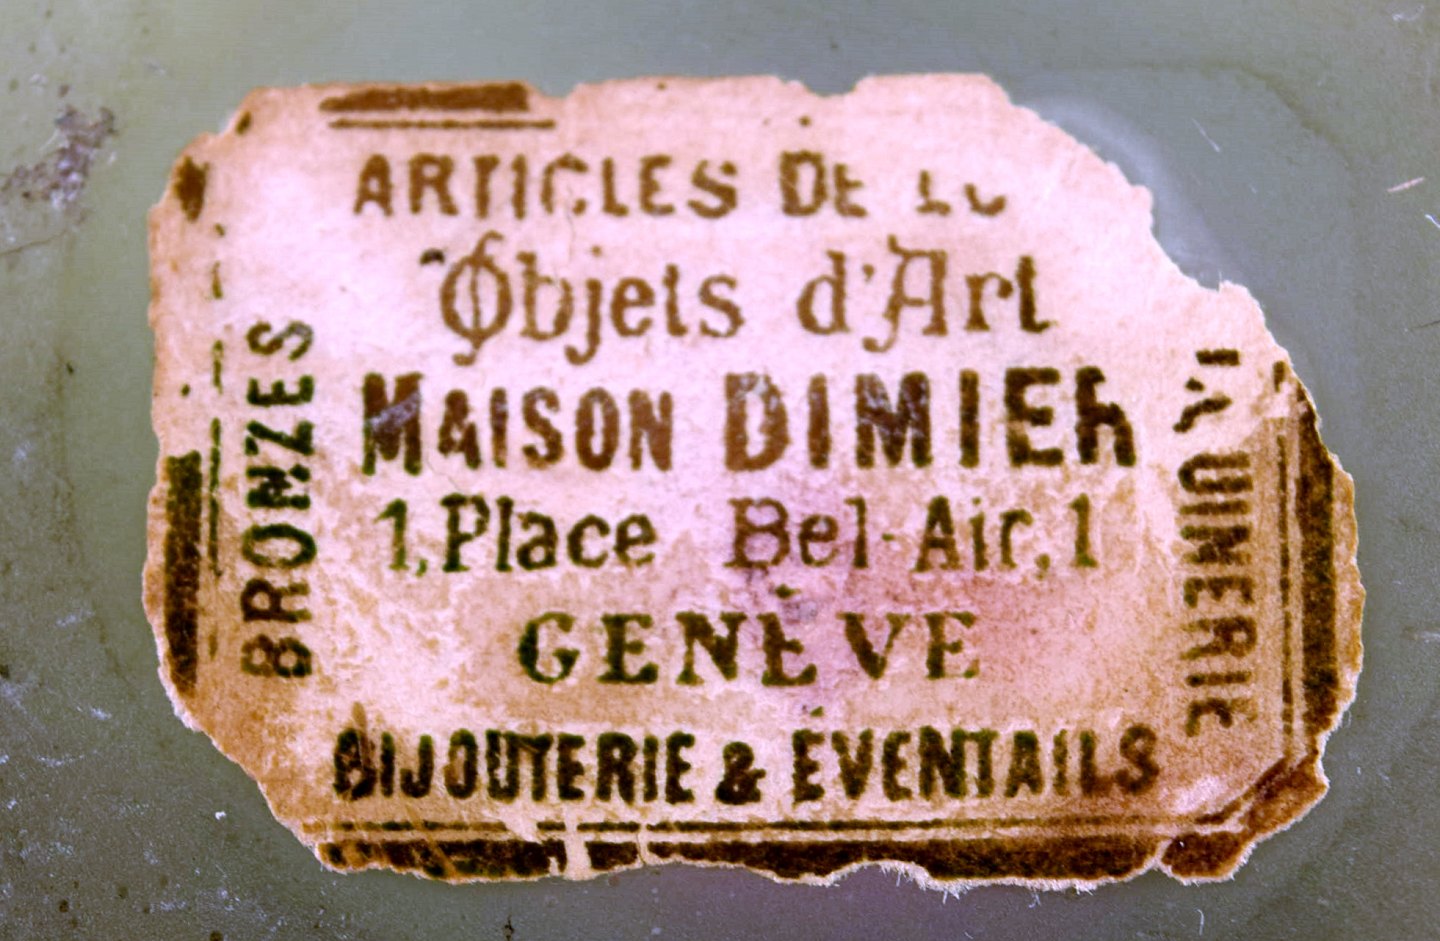 ARTICLES DE
Objets d'Art
MAISON DIMIER
1, Place Bel-Air, 1
GENÈVE
BIJOUTERIE & ÉVENTAILS
BRONZES